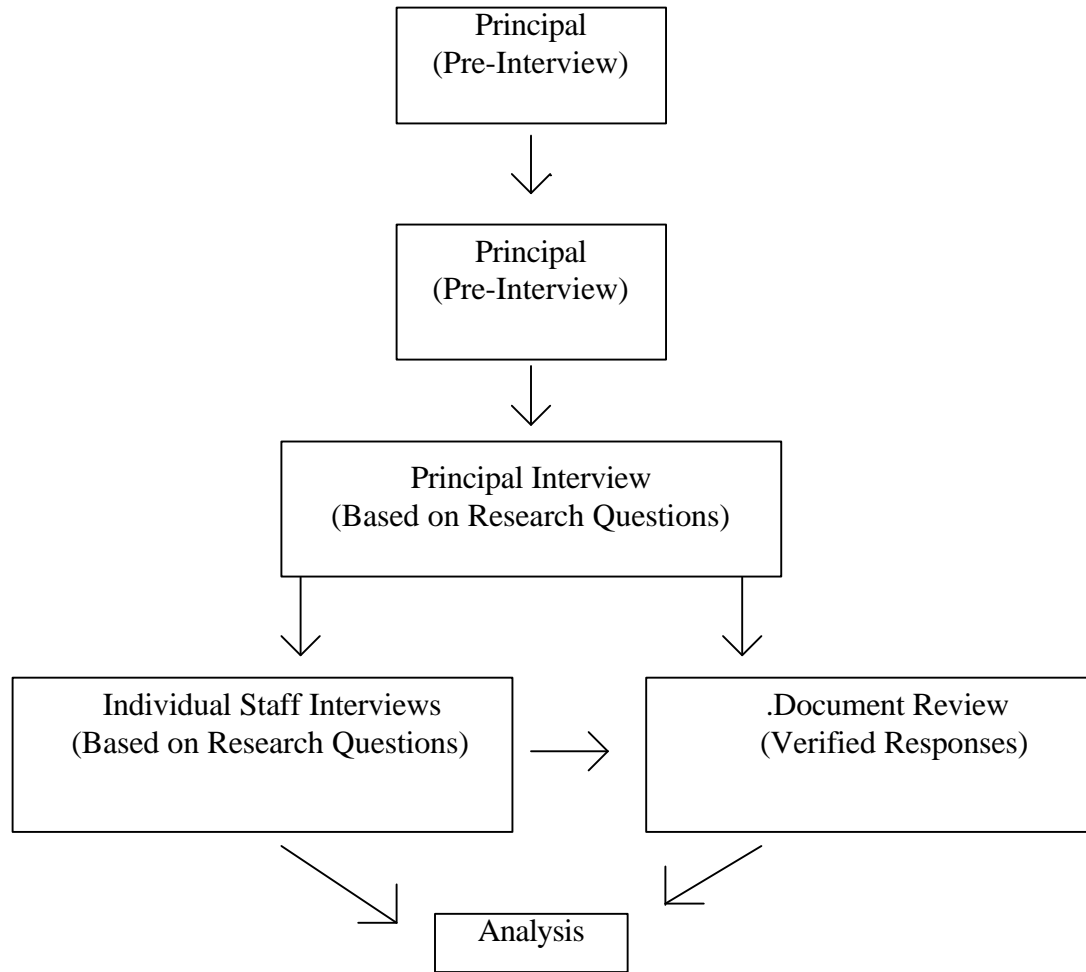 Principal
(Pre-Interview)
Principal
(Pre-Interview)
Principal Interview
(Based on Research Questions)
Individual Staff Interviews
(Based on Research Questions)
.Document Review
(Verified Responses)
Analysis